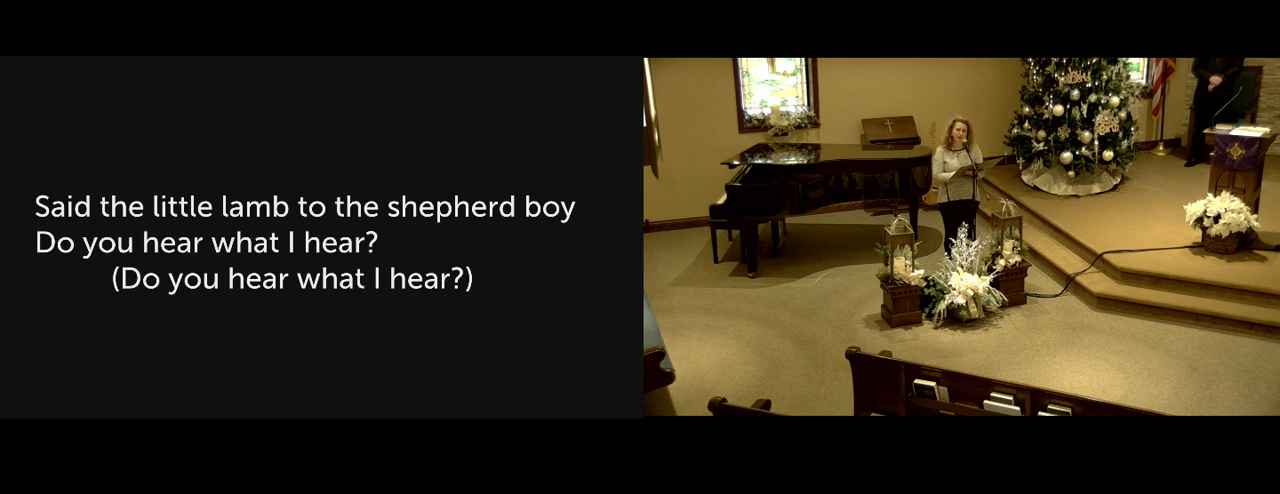 Said the little lamb to the shepherd boy
Do you hear what I hear?
(Do you hear what I hear?)